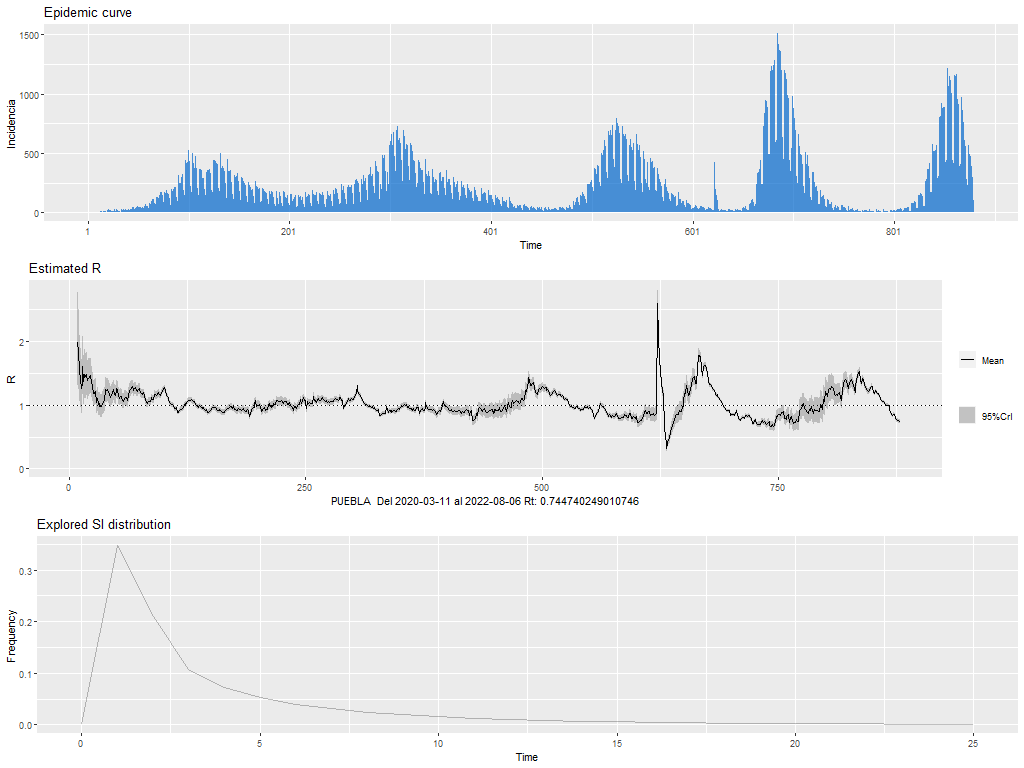 Epidemic curve
1500
1000
500
0
Incidencia
1 201 401 601 801
Time
Estimated R
2
1
0
R
Mean
95%CrI
0 250 500 750
PUEBLA Del 2020-03-11 al 2022-08-06 Rt: 0.744740249010746
Explored SI distribution
0.3
0.2
0.1
0.0
Frequency
0 5 10 15 20 25
Time